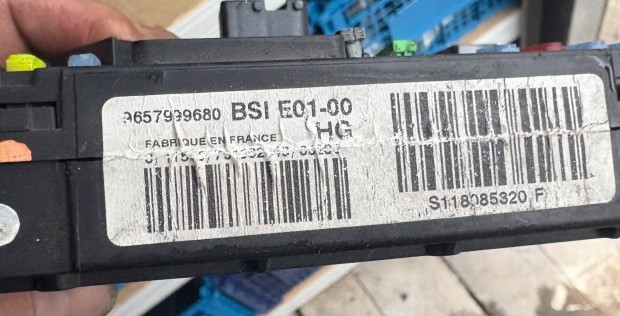 9657999680 BSI E01-00
HG
FABRIQUE EN FRANCE
S118085320 F